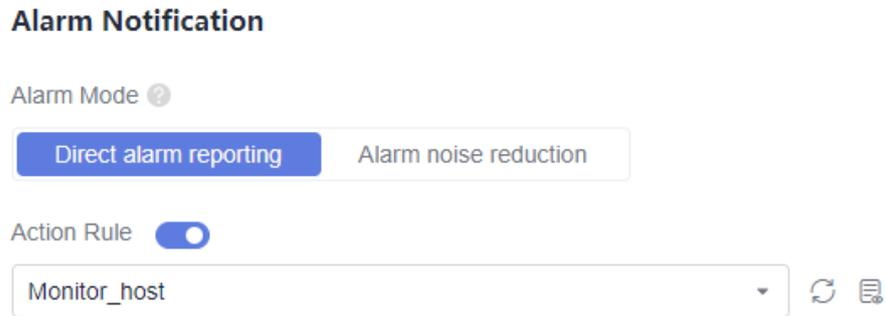 Alarm Notification
Alarm Mode ?
Direct alarm reporting Alarm noise reduction
Action Rule
Monitor_host